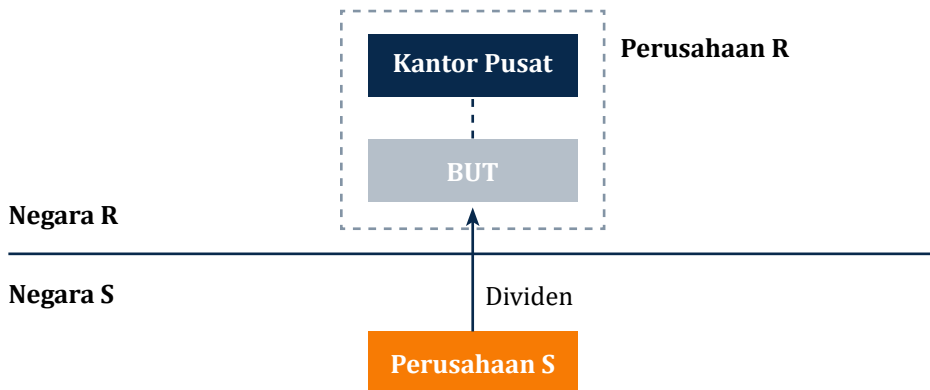 Kantor Pusat
Perusahaan R
BUT
Negara R
Negara S
Dividen
Perusahaan S